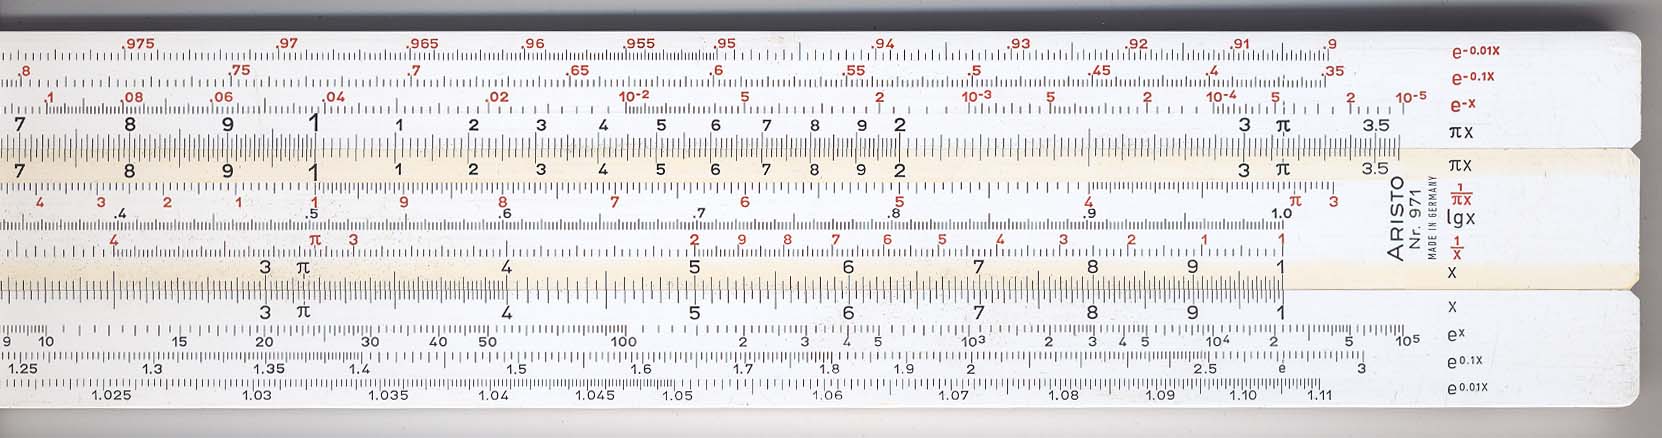 .975 .97 .965 .96 .955 .95 .94 .93 .92 .91 .9 e-0.01X
.8 .75 .7 .65 .6 .55 .5 .45 .4 .35 e-0.1X
.1 .08 .06 .04 .02 10-2 5 2 10-3 5 2 10-4 5 2 10-5 e-X
7 8 9 1 1 2 3 4 5 6 7 8 9 2 3 π 3.5 πX
7 8 9 1 1 2 3 4 5 6 7 8 9 2 3 π 3.5 πX
4 3 2 1 1 9 8 7 6 5 4 π 3 1/πX
.4 .5 .6 .7 .8 .9 1.0 lgx
4 π 3 2 9 8 7 6 5 4 3 2 1 1 1/X
3 π 4 5 6 7 8 9 1 X
ARISTO
Nr. 971
MADE IN GERMANY
3 π 4 5 6 7 8 9 1 X
9 10 15 20 30 40 50 100 2 3 4 5 10³ 2 3 4 5 10⁴ 2 5 10⁵ eX
1.25 1.3 1.35 1.4 1.5 1.6 1.7 1.8 1.9 2 2.5 e 3 e0.1X
1.025 1.03 1.035 1.04 1.045 1.05 1.06 1.07 1.08 1.09 1.10 1.11 e0.01X